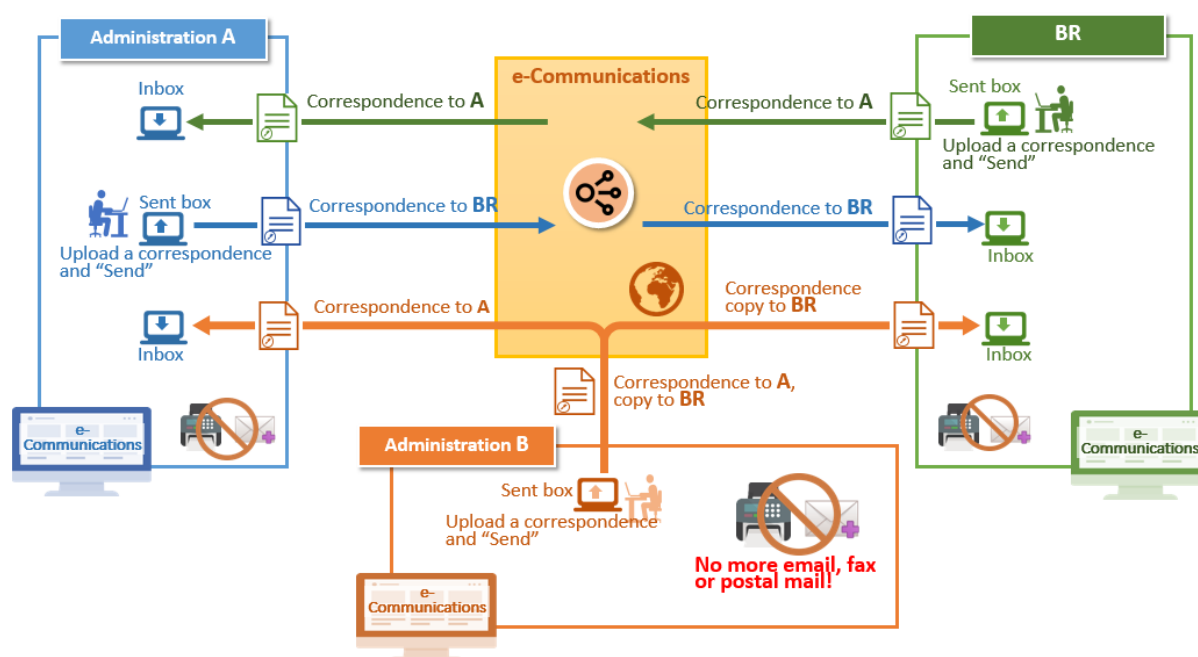 Administration A
BR
e-Communications
Inbox
Correspondence to A
Correspondence to A
Sent box
Upload a correspondence
and “Send”
Sent box
Correspondence to BR
Correspondence to BR
Upload a correspondence
and “Send”
Inbox
Correspondence
copy to BR
Correspondence to A
Inbox
Inbox
Correspondence to A,
copy to BR
e-
Communications
e-
Communications
Administration B
Sent box
Upload a correspondence
and “Send”
No more email, fax
or postal mail!
e-
Communications